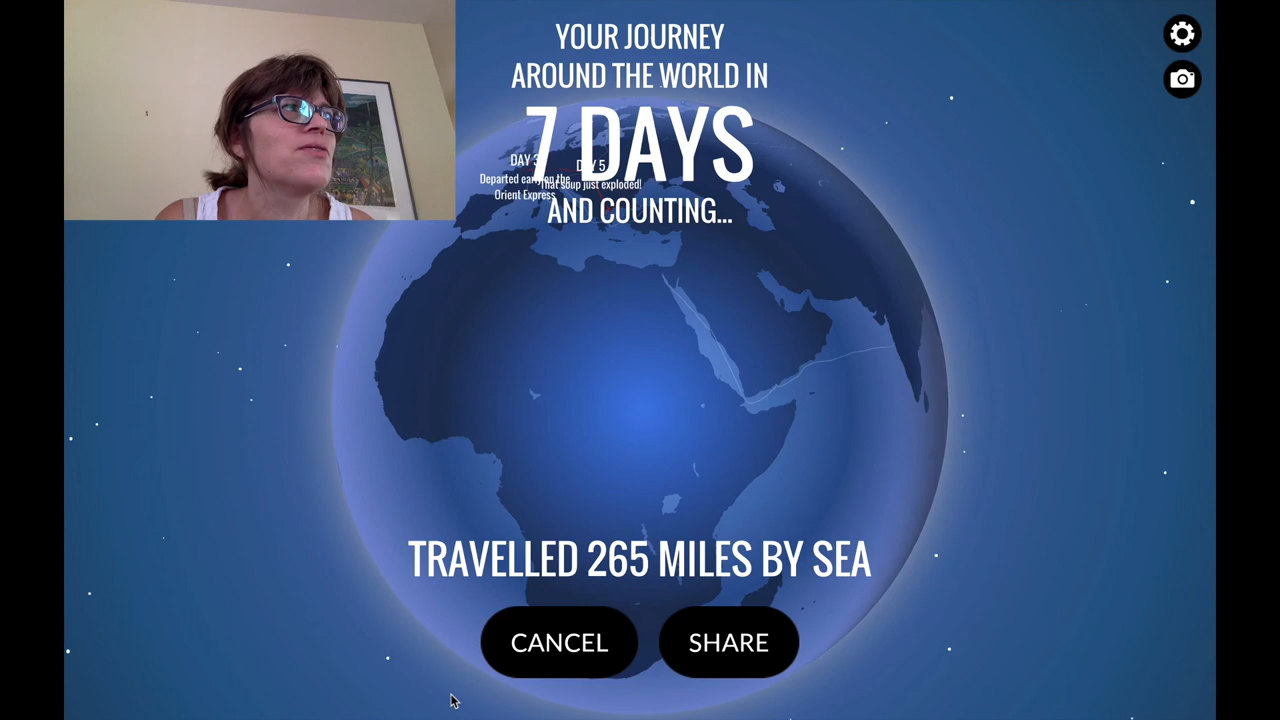 YOUR JOURNEY
AROUND THE WORLD IN
7 DAYS
DAY 3
DAY 5
Departed early on the
That soup just exploded!
Orient Express
AND COUNTING...
TRAVELLED 265 MILES BY SEA
CANCEL
SHARE